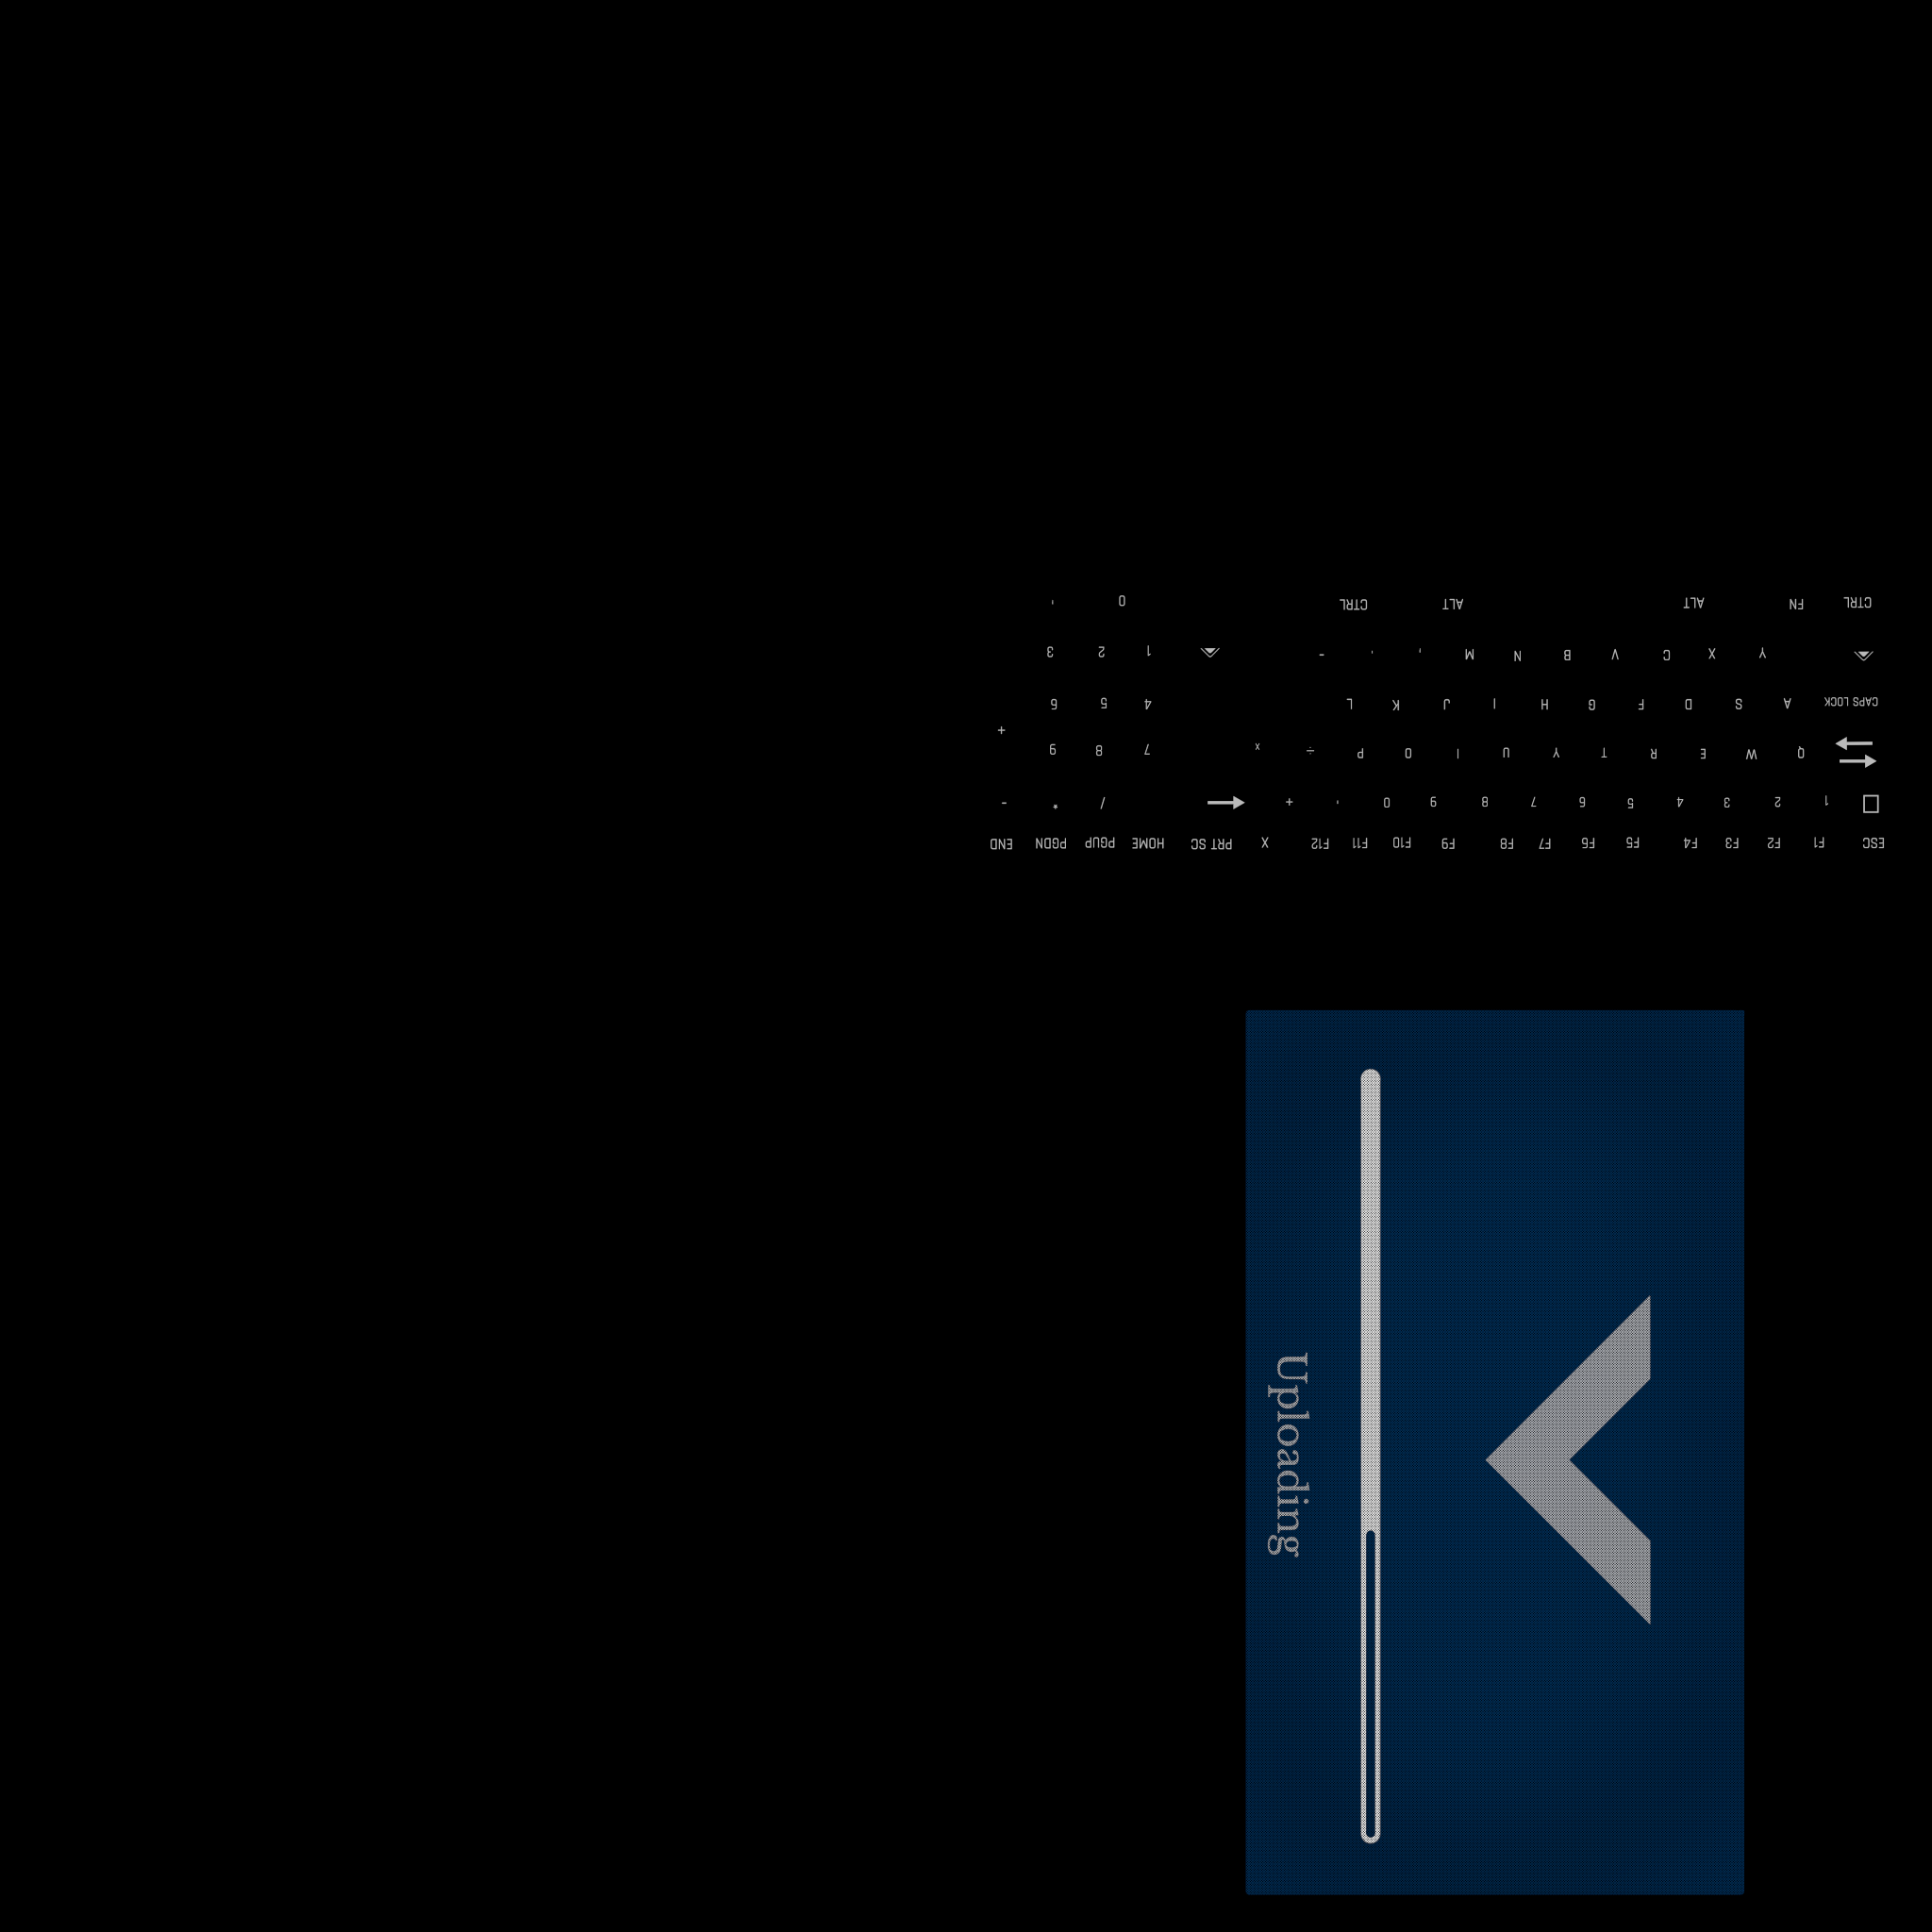 ESC F1 F2 F3 F4 F5 F6 F7 F8 F9 F10 F11 F12 X PRT SC HOME PGUP PGDN END
1 2 3 4 5 6 7 8 9 0 ' + / * -
Q W E R T Y U I O P ÷ x 7 8 9 +
CAPS LOCK A S D F G H I J K L 4 5 6
Y X C V B N M , . - 1 2 3
CTRL FN ALT ALT CTRL 0 ,
Uploading